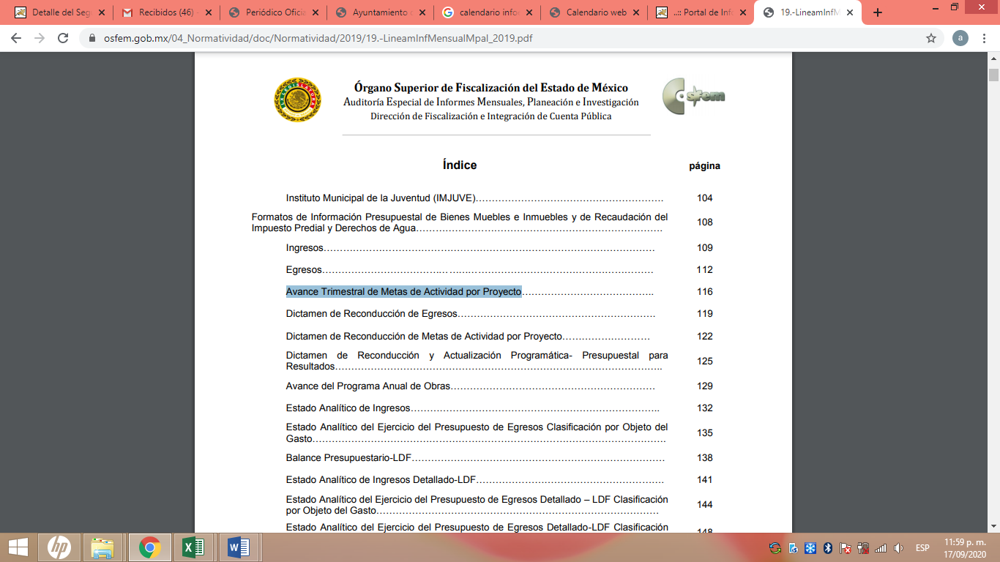 Detalle del Seg
Recibidos (46) -
Periódico Oficia
Ayuntamiento d
calendario info
Calendario web
..:: Portal de Info
19.-LineamInfM
osfem.gob.mx/04_Normatividad/doc/Normatividad/2019/19.-LineamInfMensualMpal_2019.pdf
a
Órgano Superior de Fiscalización del Estado de México
Auditoría Especial de Informes Mensuales, Planeación e Investigación
Dirección de Fiscalización e Integración de Cuenta Pública
LEGISLATURA
osfem
Índice página
Instituto Municipal de la Juventud (IMJUVE)………………………………………………… 104
Formatos de Información Presupuestal de Bienes Muebles e Inmuebles y de Recaudación del
Impuesto Predial y Derechos de Agua…………………………………………………………………. 108
Ingresos………………………………………………………………………………………… 109
Egresos………………………………………………………………………………………… 112
Avance Trimestral de Metas de Actividad por Proyecto………………………………….. 116
Dictamen de Reconducción de Egresos……………………………………………………. 119
Dictamen de Reconducción de Metas de Actividad por Proyecto……………………… 122
Dictamen de Reconducción y Actualización Programática- Presupuestal para
Resultados……………………………………………………………………………………….. 125
Avance del Programa Anual de Obras……………………………………………………… 129
Estado Analítico de Ingresos………………………………………………………………….. 132
Estado Analítico del Ejercicio del Presupuesto de Egresos Clasificación por Objeto del
Gasto………………………………………………………………………………………………. 135
Balance Presupuestario-LDF…………………………………………………………………… 138
Estado Analítico de Ingresos Detallado-LDF…………………………………………………. 141
Estado Analítico del Ejercicio del Presupuesto de Egresos Detallado – LDF Clasificación
por Objeto del Gasto…………………………………………………………………………… 144
Estado Analítico del Ejercicio del Presupuesto de Egresos Detallado-LDF Clasificación
148
hp
ESP
11:59 p. m.
17/09/2020